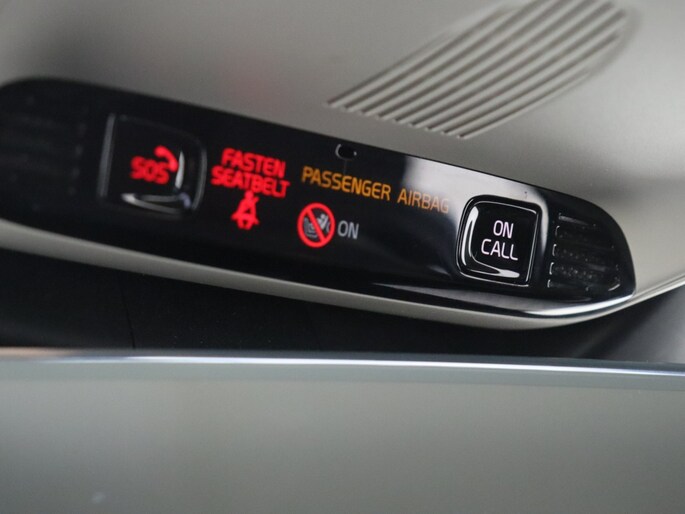 SOS
FASTEN
SEATBELT
PASSENGER AIRBAG
ON
ON
CALL